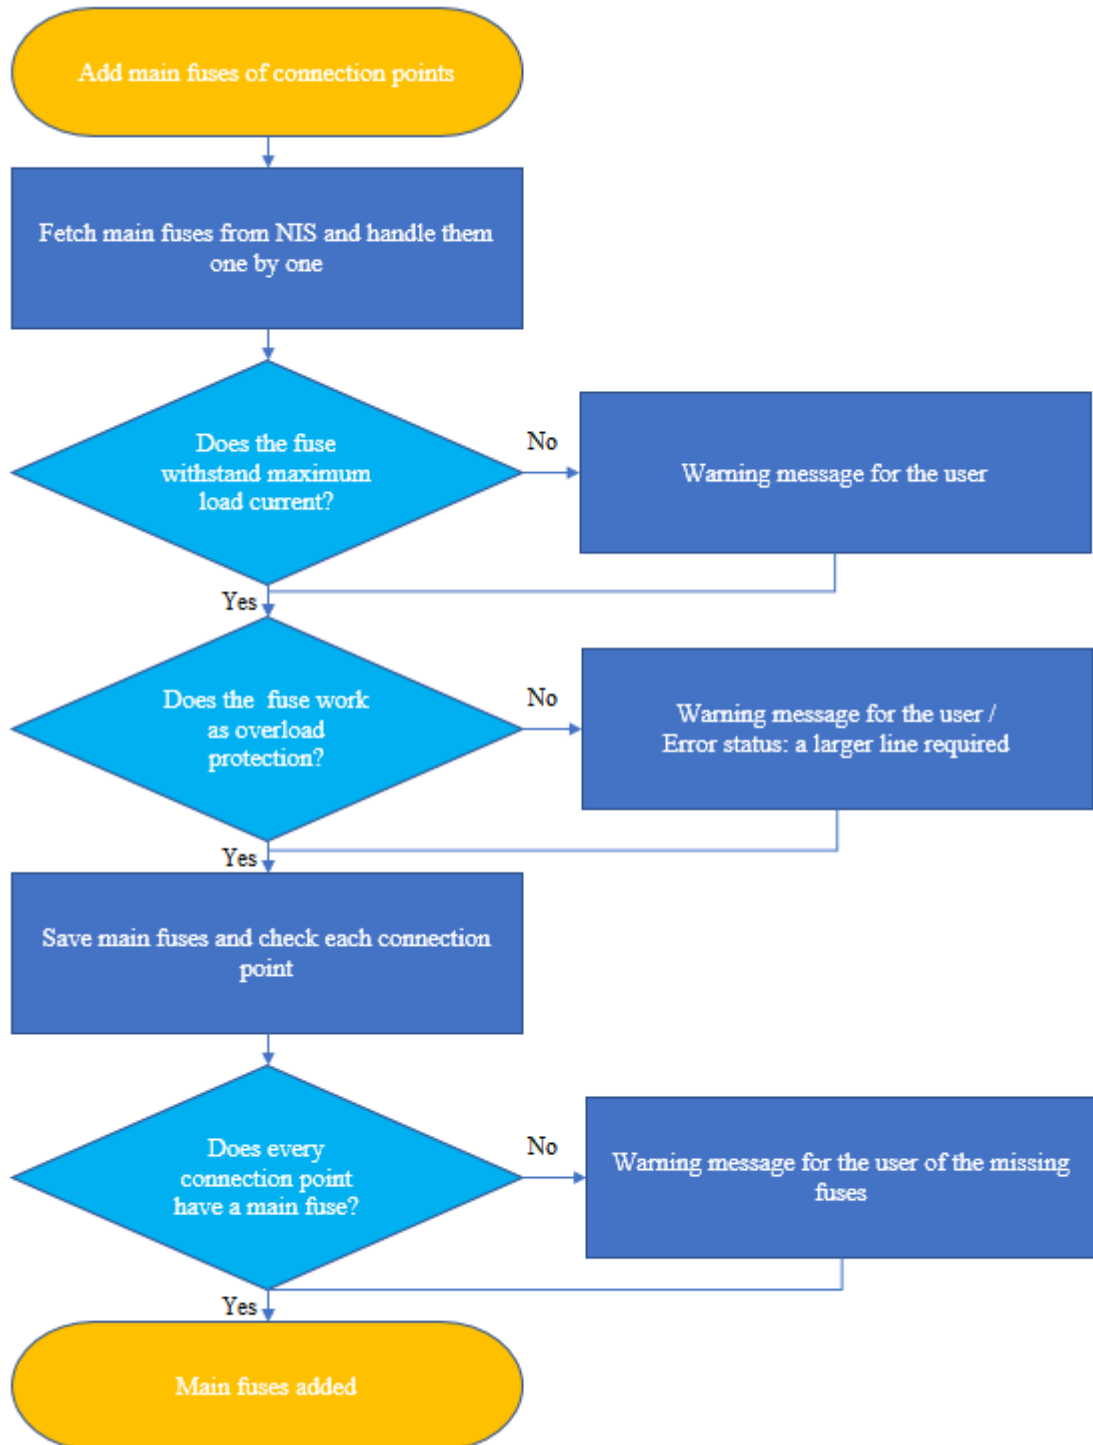 Add main fuses of connection points
Fetch main fuses from NIS and handle them
one by one
Does the fuse
withstand maximum
load current?
No
Warning message for the user
Yes
Does the  fuse work
as overload
protection?
No
Warning message for the user /
Error status: a larger line required
Yes
Save main fuses and check each connection
point
Does every
connection point
have a main fuse?
No
Warning message for the user of the missing
fuses
Yes
Main fuses added